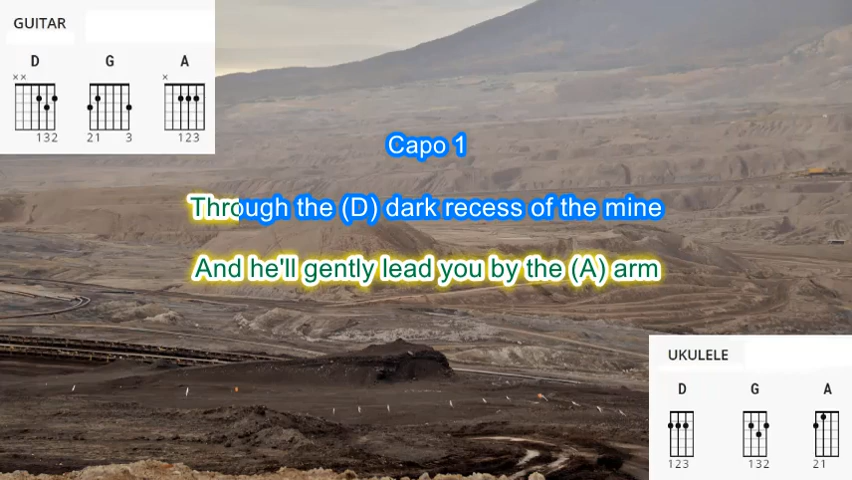 GUITAR
D G A
×× ×
132 21 3 123
Capo 1
Through the (D) dark recess of the mine
And he'll gently lead you by the (A) arm
UKULELE
D G A
123 132 21